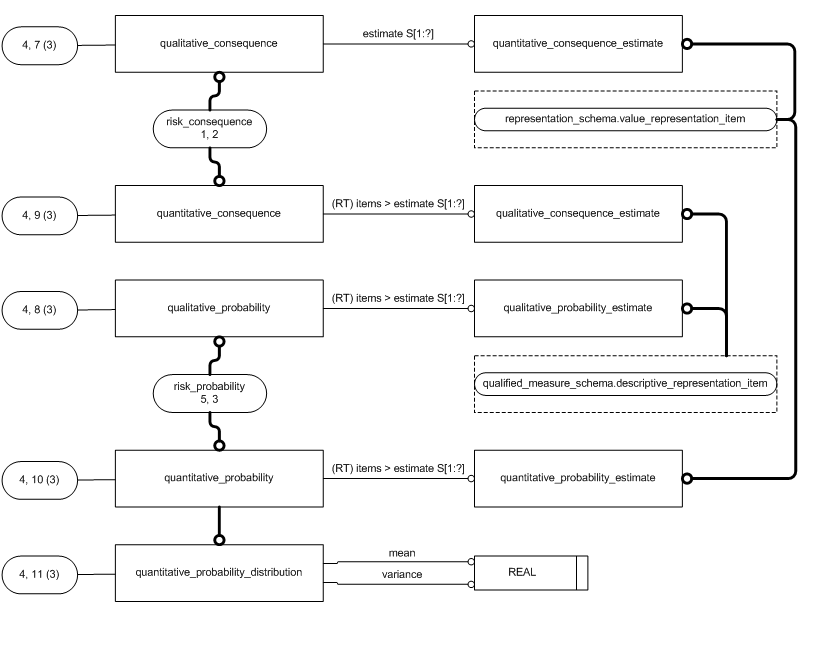 4, 7 (3)
qualitative_consequence
estimate S[1:?]
quantitative_consequence_estimate
risk_consequence
1, 2
representation_schema.value_representation_item
4, 9 (3)
quantitative_consequence
(RT) items > estimate S[1:?]
qualitative_consequence_estimate
4, 8 (3)
qualitative_probability
(RT) items > estimate S[1:?]
qualitative_probability_estimate
risk_probability
5, 3
qualified_measure_schema.descriptive_representation_item
4, 10 (3)
quantitative_probability
(RT) items > estimate S[1:?]
quantitative_probability_estimate
4, 11 (3)
quantitative_probability_distribution
mean
variance
REAL